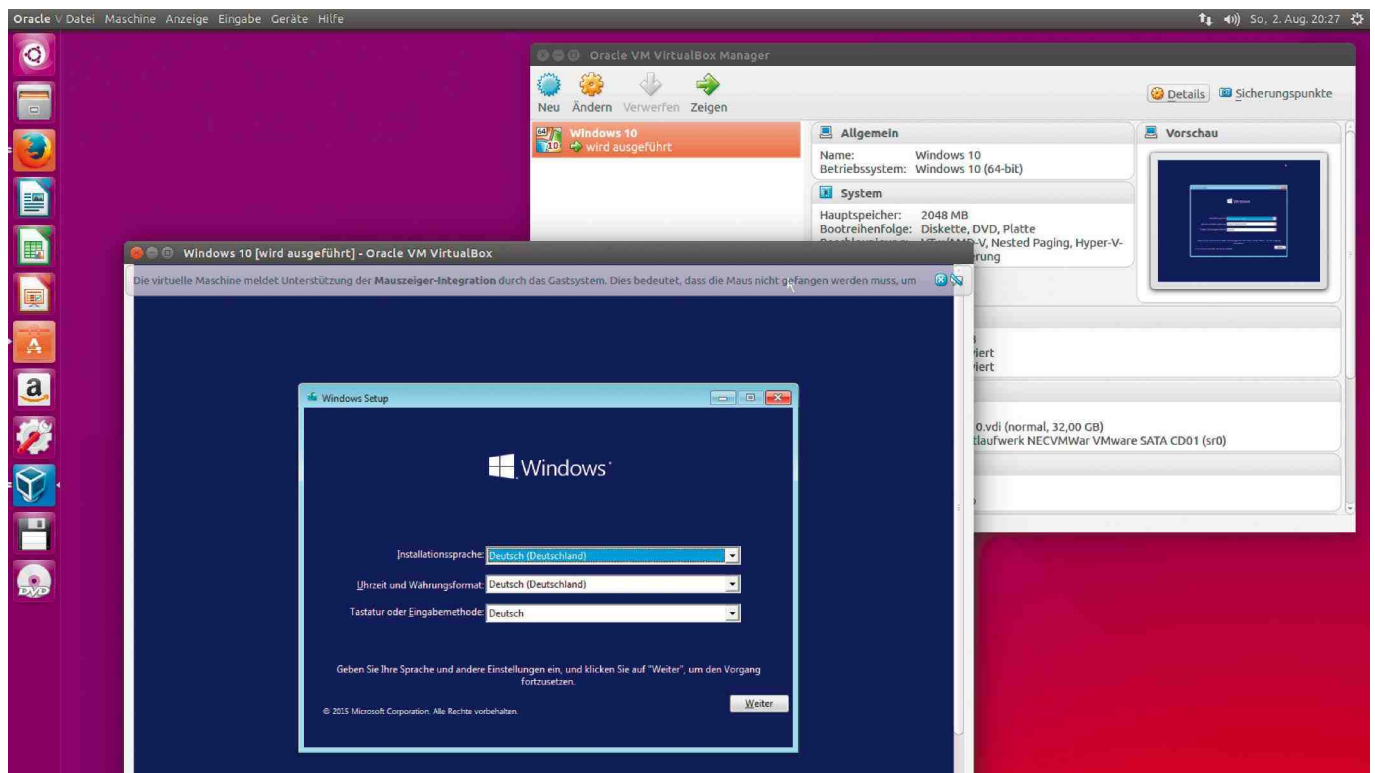 Oracle V Datei Maschine Anzeige Eingabe Geräte Hilfe
So, 2. Aug. 20:27
Oracle VM VirtualBox Manager
Neu Ändern Verwerfen Zeigen
Details Sicherungspunkte
64
10
Windows 10
wird ausgeführt
Allgemein
Name: Windows 10
Betriebssystem: Windows 10 (64-bit)
System
Hauptspeicher: 2048 MB
Bootreihenfolge: Diskette, DVD, Platte
-V, Nested Paging, Hyper-V-
rung
Vorschau
Windows 10 [wird ausgeführt] - Oracle VM VirtualBox
Die virtuelle Maschine meldet Unterstützung der Mauszeiger-Integration durch das Gastsystem. Dies bedeutet, dass die Maus nicht gefangen werden muss, um
viert
viert
0.vdi (normal, 32,00 GB)
tlaufwerk NECVMWar VMware SATA CD01 (sr0)
Windows Setup
Windows
Installationssprache: Deutsch (Deutschland)
Uhrzeit und Währungsformat: Deutsch (Deutschland)
Tastatur oder Eingabemethode: Deutsch
Geben Sie Ihre Sprache und andere Einstellungen ein, und klicken Sie auf "Weiter", um den Vorgang
fortzusetzen.
Weiter
© 2015 Microsoft Corporation. Alle Rechte vorbehalten.
A
a
DVD